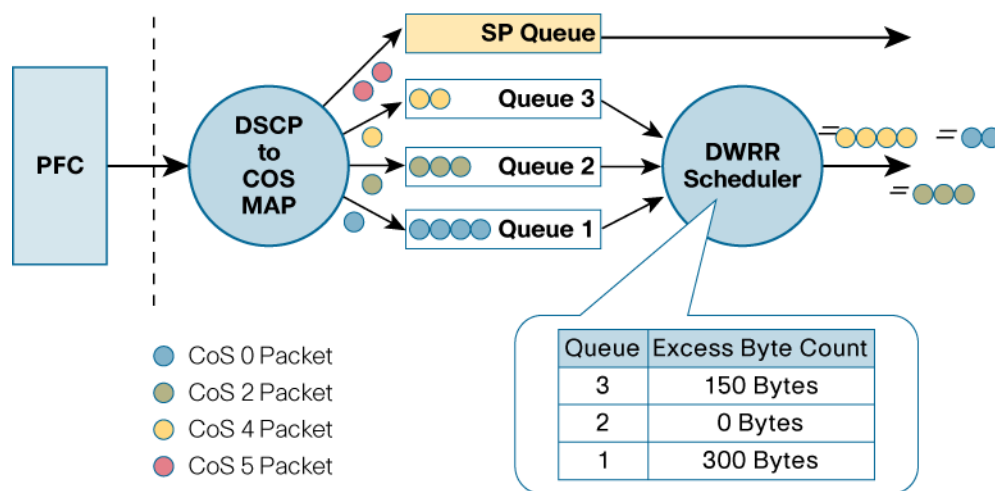 SP Queue
PFC
DSCP
to
COS
MAP
Queue 3
Queue 2
Queue 1
DWRR
Scheduler
CoS 0 Packet
CoS 2 Packet
CoS 4 Packet
CoS 5 Packet
Queue Excess Byte Count
3 150 Bytes
2 0 Bytes
1 300 Bytes